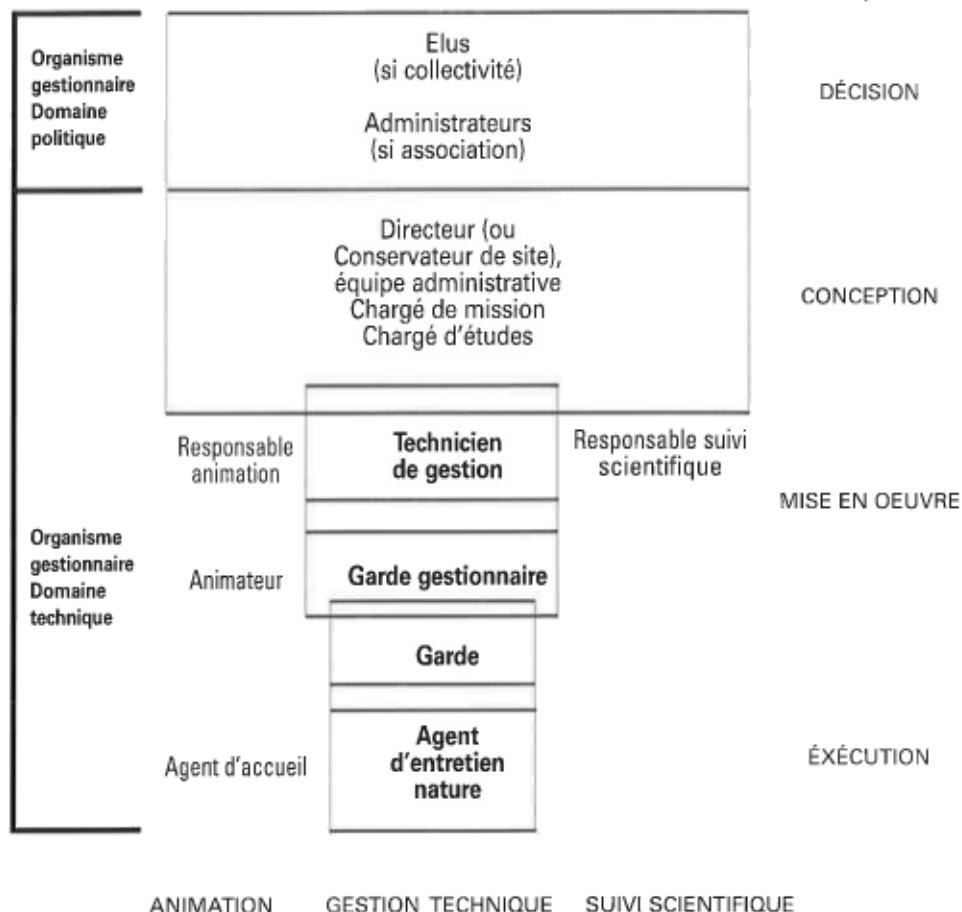 Organisme
gestionnaire
Domaine
politique
Elus
(si collectivité)
Administrateurs
(si association)
DÉCISION
Directeur (ou
Conservateur de site),
équipe administrative
Chargé de mission
Chargé d'études
CONCEPTION
Organisme
gestionnaire
Domaine
technique
Responsable
animation
Technicien
de gestion
Responsable suivi
scientifique
MISE EN OEUVRE
Animateur
Garde gestionnaire
Garde
Agent d'accueil
Agent
d'entretien
nature
ÉXÉCUTION
ANIMATION
GESTION TECHNIQUE
SUIVI SCIENTIFIQUE